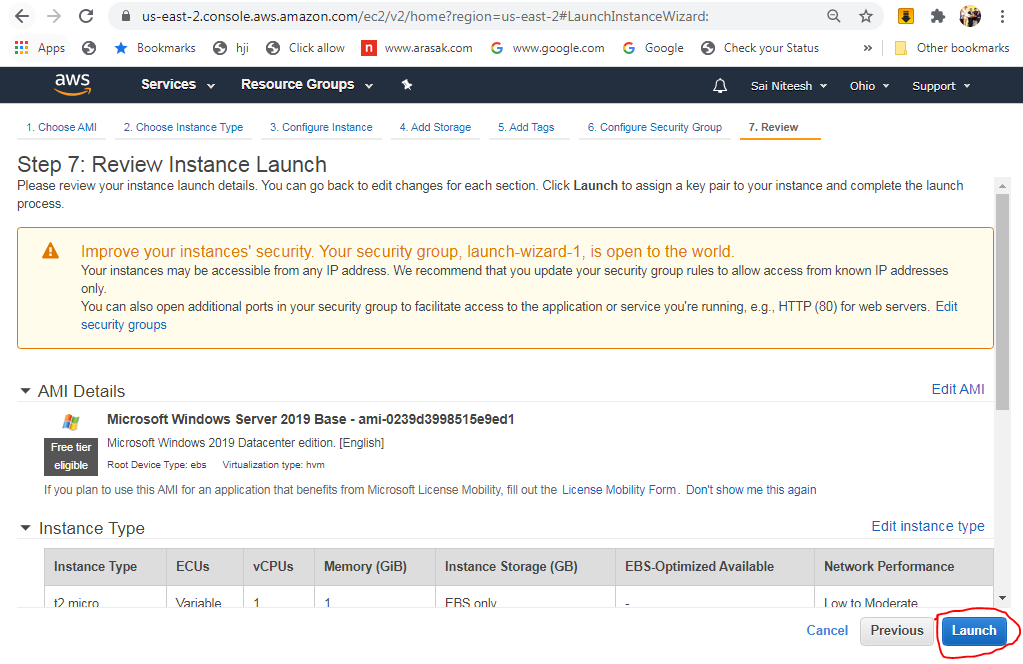 us-east-2.console.aws.amazon.com/ec2/v2/home?region=us-east-2#LaunchInstanceWizard:
Apps Bookmarks hji Click allow n www.arasak.com G www.google.com G Google Check your Status » Other bookmarks
aws Services Resource Groups Sai Niteesh Ohio Support
1. Choose AMI 2. Choose Instance Type 3. Configure Instance 4. Add Storage 5. Add Tags 6. Configure Security Group 7. Review
Step 7: Review Instance Launch
Please review your instance launch details. You can go back to edit changes for each section. Click Launch to assign a key pair to your instance and complete the launch
process.
Improve your instances' security. Your security group, launch-wizard-1, is open to the world.
Your instances may be accessible from any IP address. We recommend that you update your security group rules to allow access from known IP addresses
only.
You can also open additional ports in your security group to facilitate access to the application or service you're running, e.g., HTTP (80) for web servers. Edit
security groups
AMI Details Edit AMI
Microsoft Windows Server 2019 Base - ami-0239d3998515e9ed1
Free tier
eligible
Microsoft Windows 2019 Datacenter edition. [English]
Root Device Type: ebs Virtualization type: hvm
If you plan to use this AMI for an application that benefits from Microsoft License Mobility, fill out the License Mobility Form. Don't show me this again
Instance Type Edit instance type
Instance Type ECUs vCPUs Memory (GiB) Instance Storage (GB) EBS-Optimized Available Network Performance
t2.micro Variable 1 1 EBS only - Low to Moderate
Cancel Previous Launch